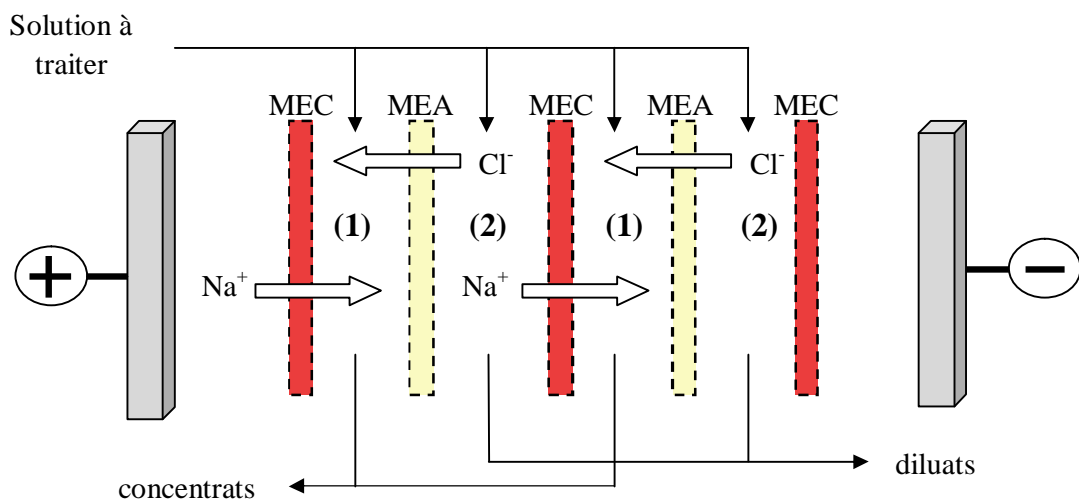 Solution à
traiter
MEC MEA MEC MEA MEC
Cl⁻ Cl⁻
(1) (2) (1) (2)
+ Na⁺ Na⁺ −
diluats
concentrats